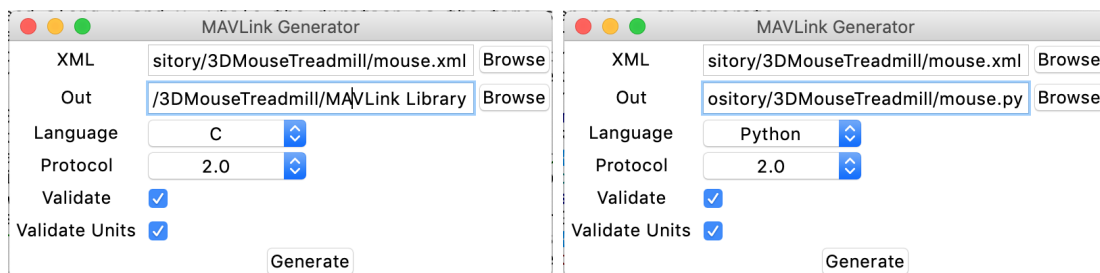 MAVLink Generator
XML sitory/3DMouseTreadmill/mouse.xml Browse
Out /3DMouseTreadmill/MAVLink Library Browse
Language C
Protocol 2.0
Validate
Validate Units
Generate
MAVLink Generator
XML sitory/3DMouseTreadmill/mouse.xml Browse
Out ository/3DMouseTreadmill/mouse.py Browse
Language Python
Protocol 2.0
Validate
Validate Units
Generate